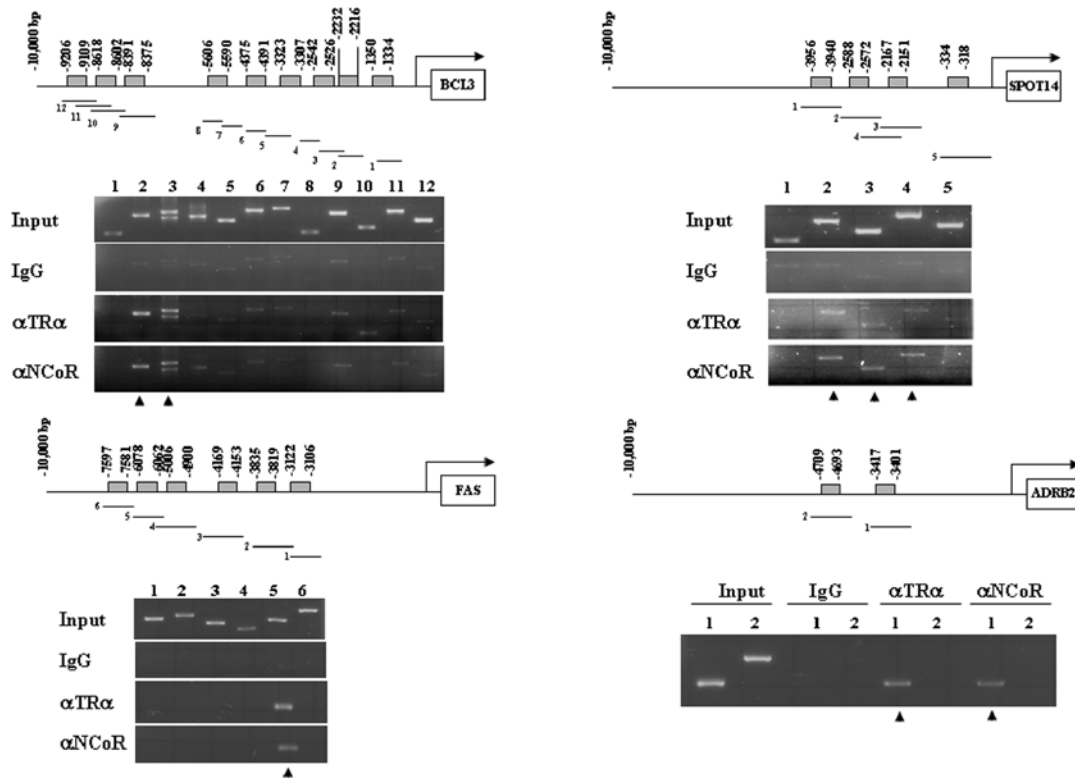 -10,000 bp
-9206
-9109
-8618
-8602
-8391
-8375
-5606
-5590
-4375
-4391
-3323
-3307
-2542
-2526
-2232
-2216
-1350
-1334
BCL3
12
11
10
9
8
7
6
5
4
3
2
1
1 2 3 4 5 6 7 8 9 10 11 12
Input
IgG
αTRα
αNCoR
-10,000 bp
-3956
-3940
-2588
-2572
-2167
-2151
-334
-318
SPOT14
1
2
3
4
5
1 2 3 4 5
Input
IgG
αTRα
αNCoR
-10,000 bp
-7597
-7581
-6078
-6062
-5006
-4900
-4169
-4153
-3835
-3819
-3122
-3106
FAS
6
5
4
3
2
1
1 2 3 4 5 6
Input
IgG
αTRα
αNCoR
-10,000 bp
-4709
-4693
-3417
-3401
ADRB2
2
1
Input IgG αTRα αNCoR
1 2 1 2 1 2 1 2